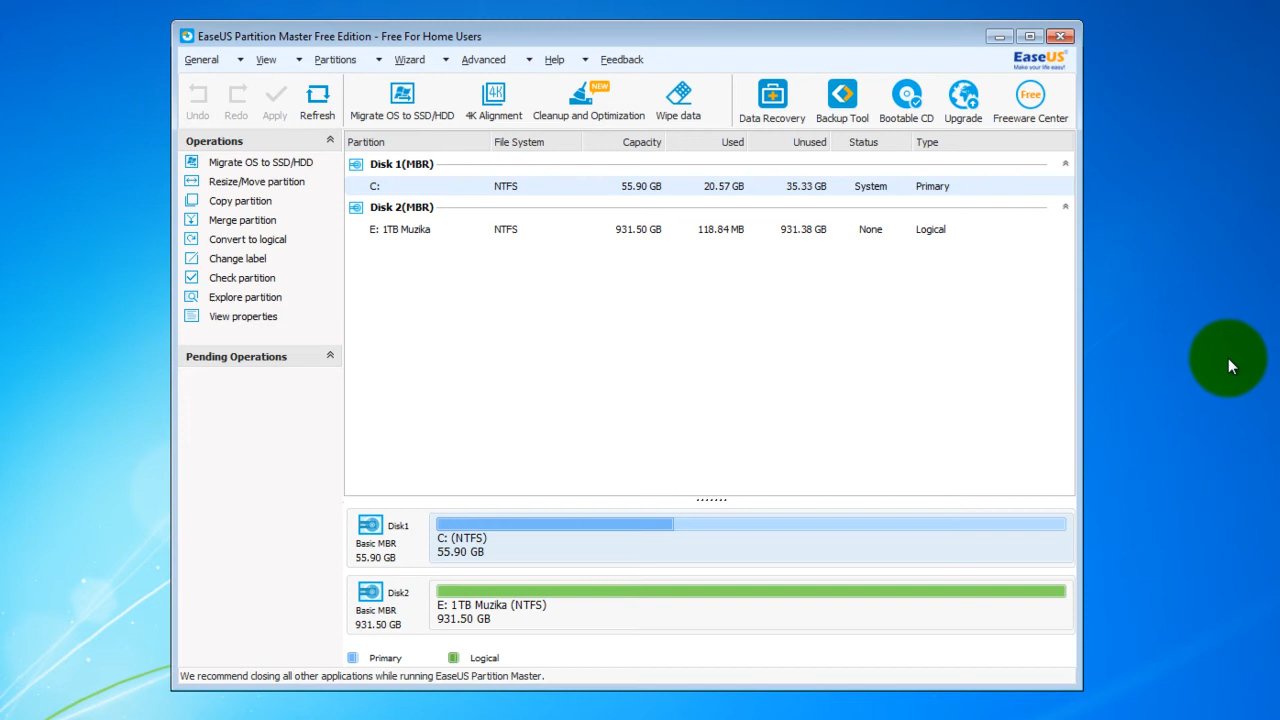 EaseUS Partition Master Free Edition - Free For Home Users
General View Partitions Wizard Advanced Help Feedback
EaseUS
Make your life easy!
Undo Redo Apply Refresh Migrate OS to SSD/HDD 4K Alignment Cleanup and Optimization Wipe data Data Recovery Backup Tool Bootable CD Upgrade Freeware Center
4K
NEW
Free
Operations
Migrate OS to SSD/HDD
Resize/Move partition
Copy partition
Merge partition
Convert to logical
Change label
Check partition
Explore partition
View properties
Pending Operations
Partition File System Capacity Used Unused Status Type
Disk 1(MBR)
C: NTFS 55.90 GB 20.57 GB 35.33 GB System Primary
Disk 2(MBR)
E: 1TB Muzika NTFS 931.50 GB 118.84 MB 931.38 GB None Logical
Disk1
Basic MBR
55.90 GB
C: (NTFS)
55.90 GB
Disk2
Basic MBR
931.50 GB
E: 1TB Muzika (NTFS)
931.50 GB
Primary Logical
We recommend closing all other applications while running EaseUS Partition Master.